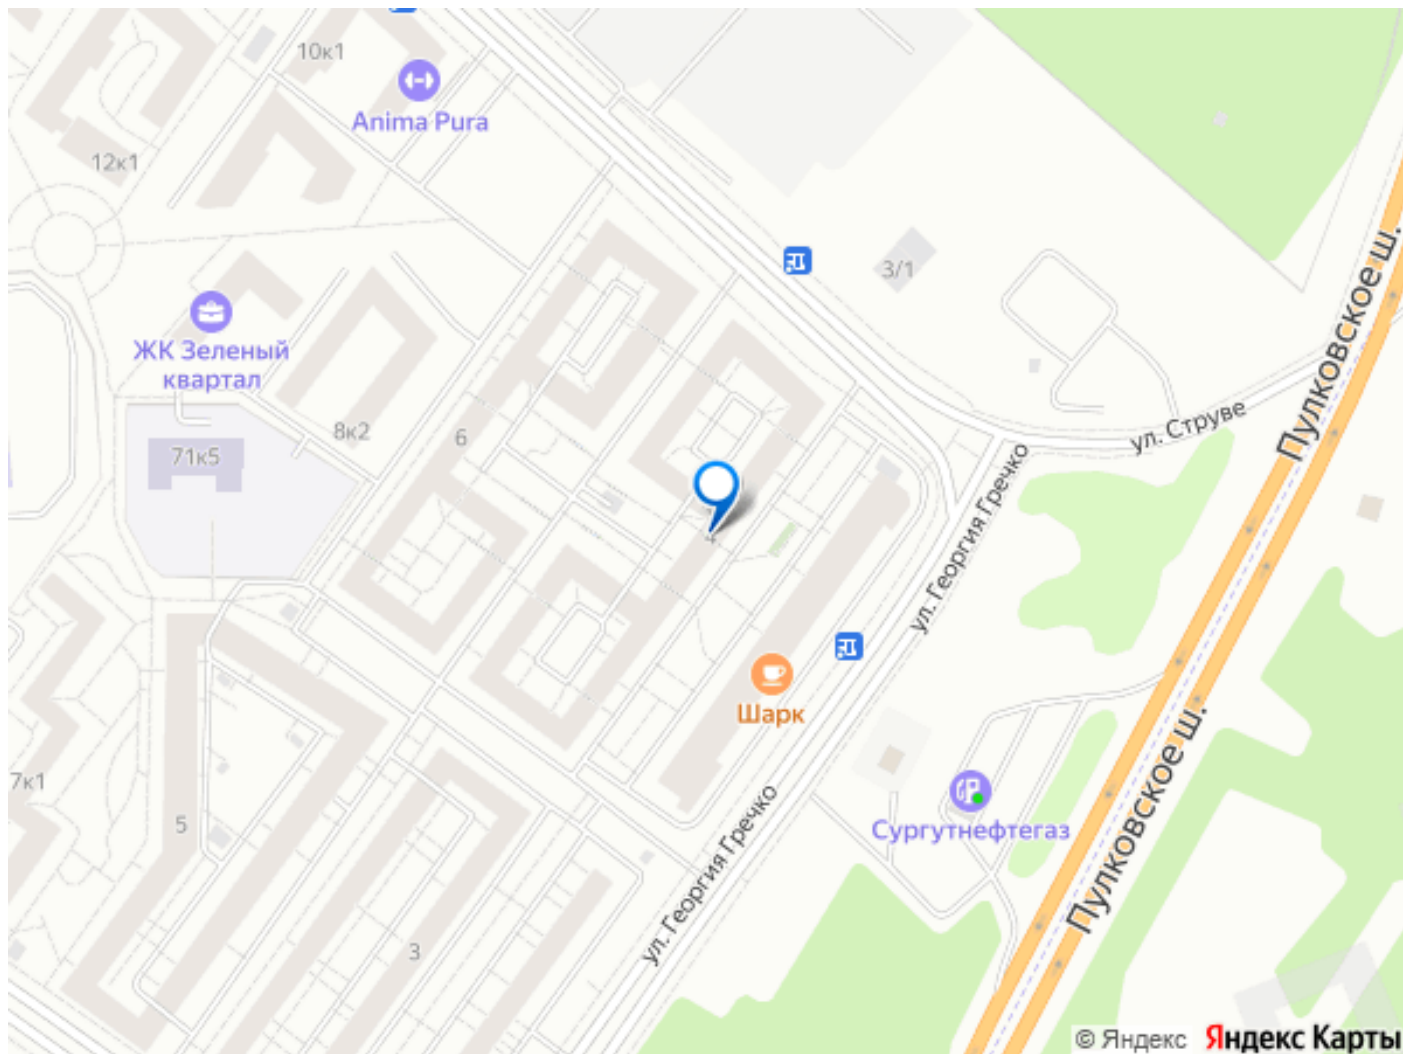 10к1
Anima Pura
12к1
3/1
Пулковское ш.
ЖК Зеленый
квартал
ул. Струве
8к2
6
71к5
ул. Георгия Гречко
4
Шарк
Пулковское ш.
7к1
5
Сургутнефтегаз
ул. Георгия Гречко
3
© Яндекс Яндекс Карты